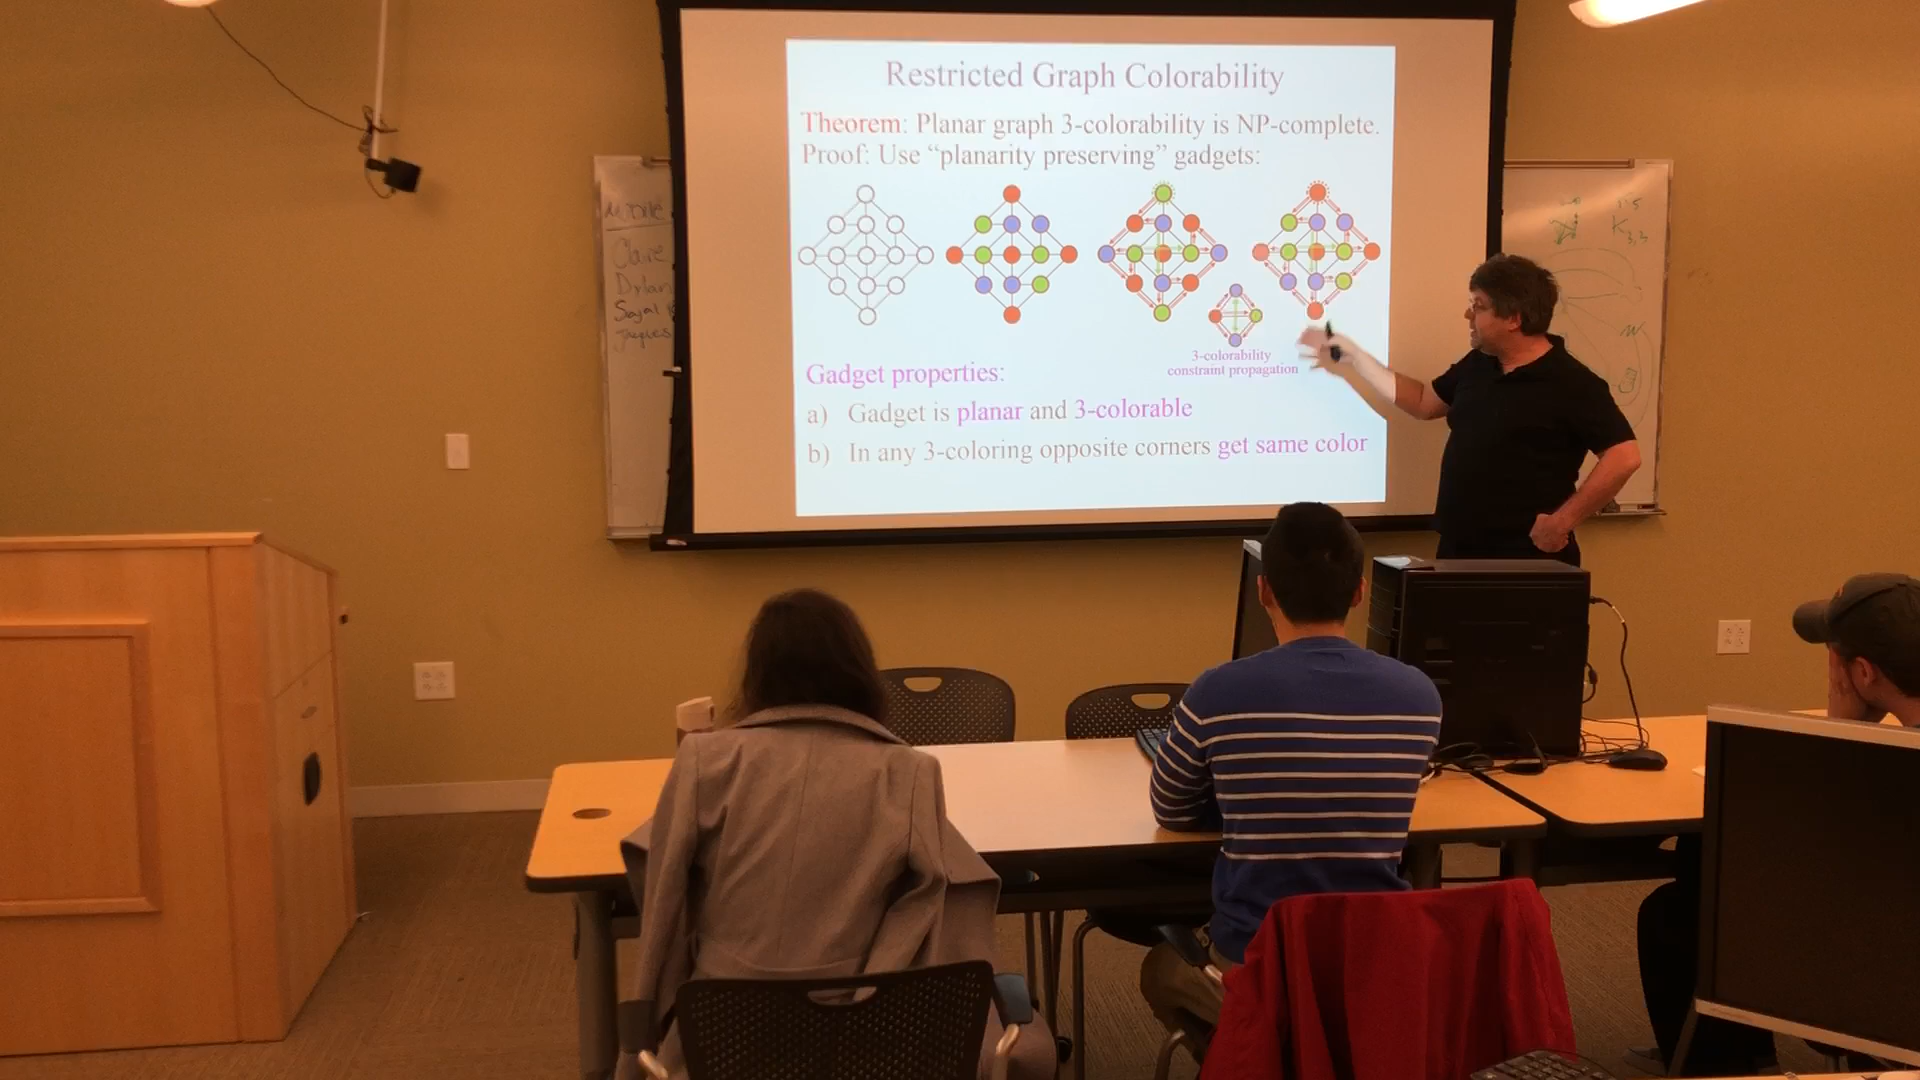 Restricted Graph Colorability
Theorem: Planar graph 3-colorability is NP-complete.
Proof: Use “planarity preserving” gadgets:
3-colorability
constraint propagation
Gadget properties:
a) Gadget is planar and 3-colorable
b) In any 3-coloring opposite corners get same color
Claire
Dylan
Sajal
Jaques
K3,3